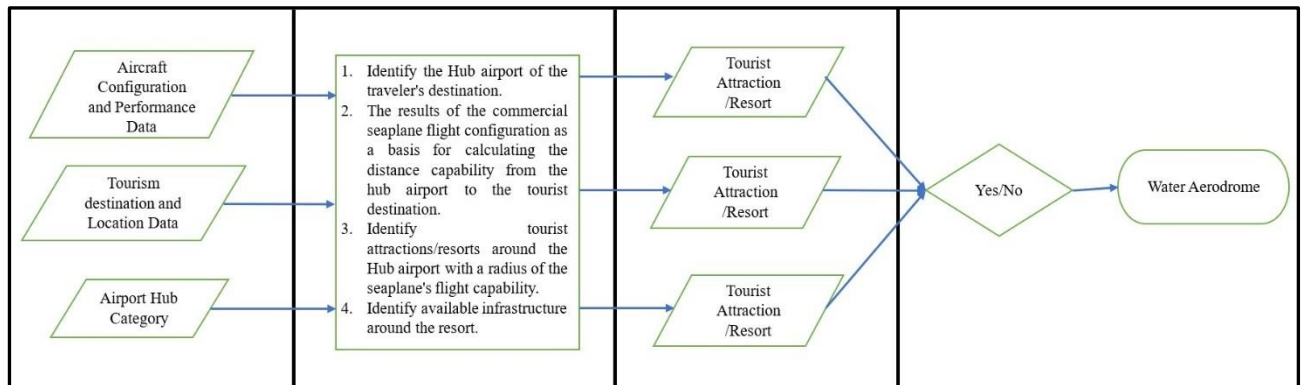 Aircraft
Configuration
and Performance
Data
Tourism
destination and
Location Data
Airport Hub
Category
1. Identify the Hub airport of the
traveler's destination.
2. The results of the commercial
seaplane flight configuration as
a basis for calculating the
distance capability from the
hub airport to the tourist
destination.
3. Identify tourist
attractions/resorts around the
Hub airport with a radius of the
seaplane's flight capability.
4. Identify available infrastructure
around the resort.
Tourist
Attraction
/Resort
Tourist
Attraction
/Resort
Tourist
Attraction
/Resort
Yes/No
Water Aerodrome